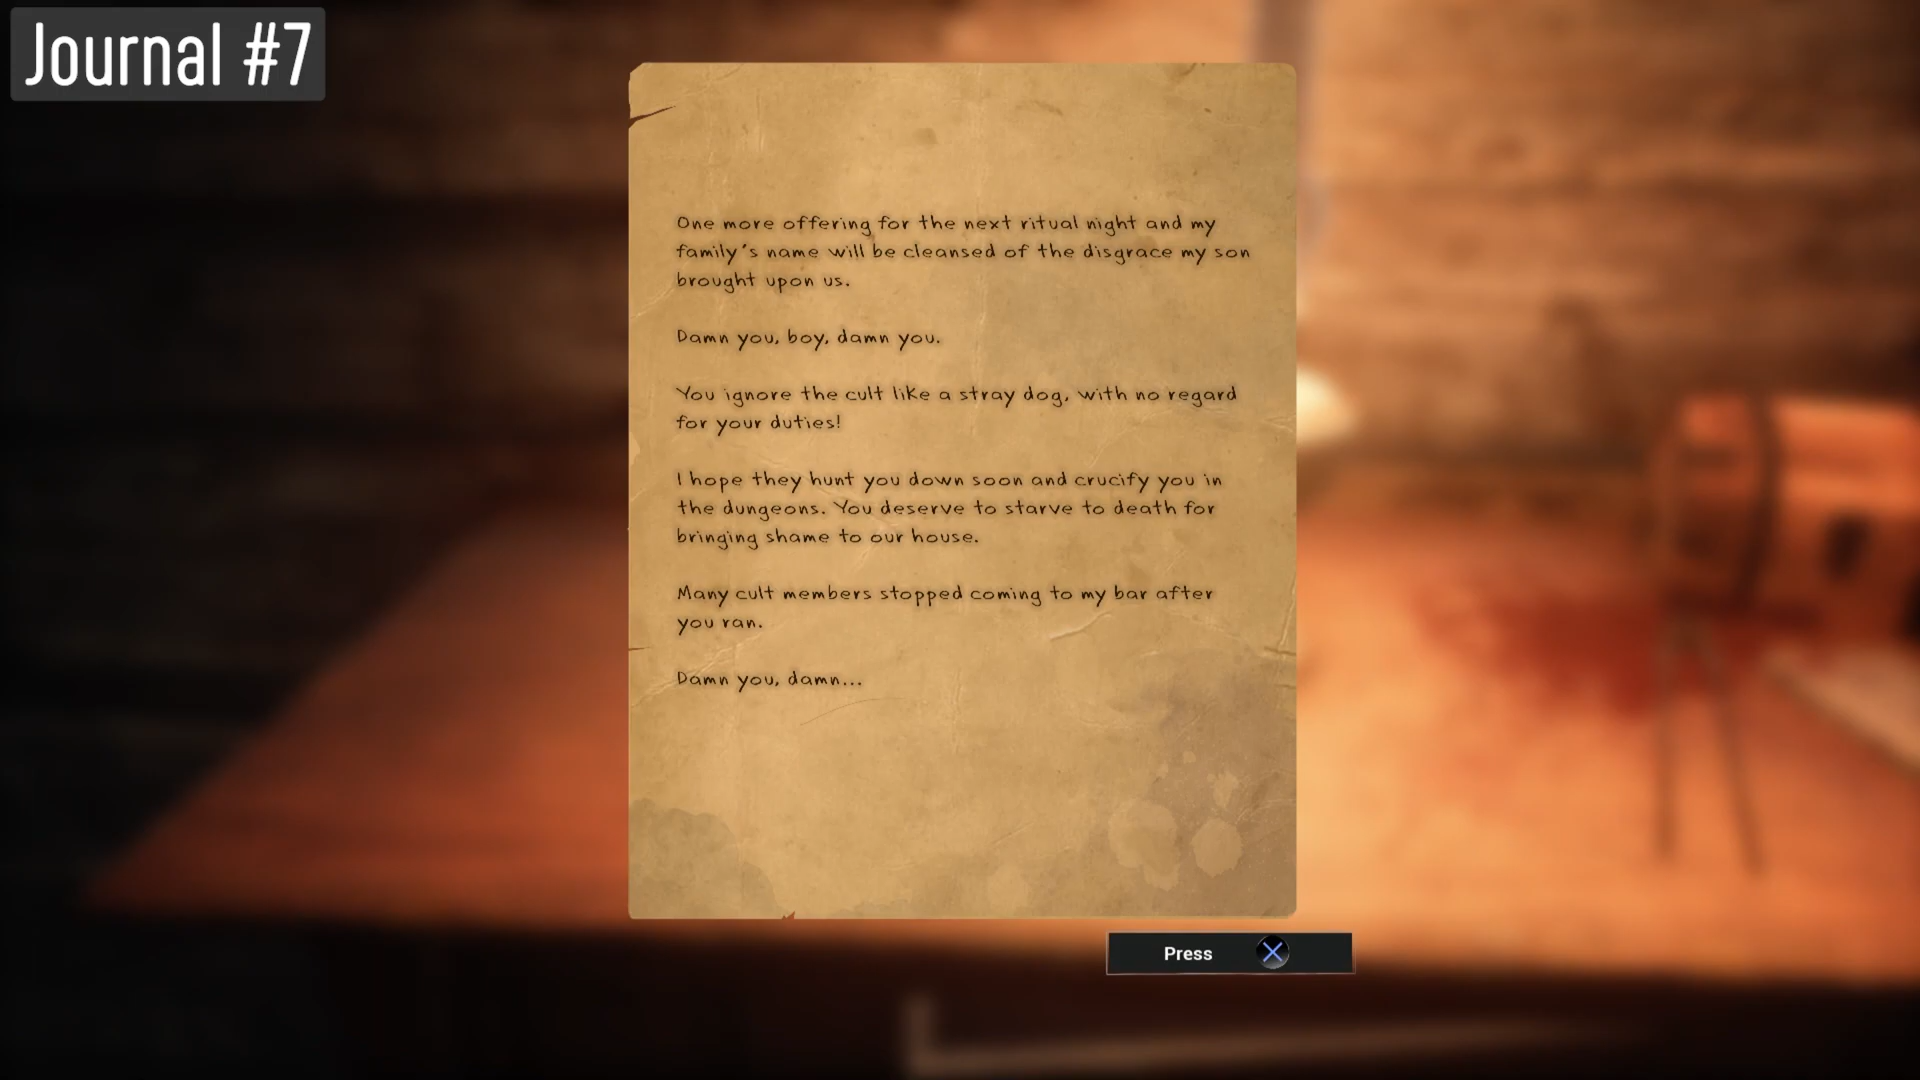 Journal #7
One more offering for the next ritual night and my
family's name will be cleansed of the disgrace my son
brought upon us.
Damn you, boy, damn you.
You ignore the cult like a stray dog, with no regard
for your duties!
I hope they hunt you down soon and crucify you in
the dungeons. You deserve to starve to death for
bringing shame to our house.
Many cult members stopped coming to my bar after
you ran.
Damn you, damn...
Press